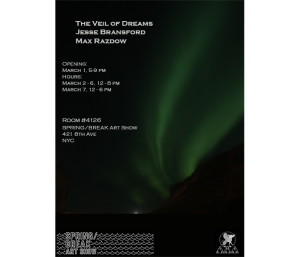 The Veil of Dreams
Jesse Bransford
Max Razdow
Opening:
March 1, 5-9 pm
Hours:
March 2 - 6, 12 - 8 pm
March 7, 12 - 6 pm
Room #4126
SPRING/BREAK Art Show
421 8th Ave
NYC
SPRING/
BREAK
ART SHOW